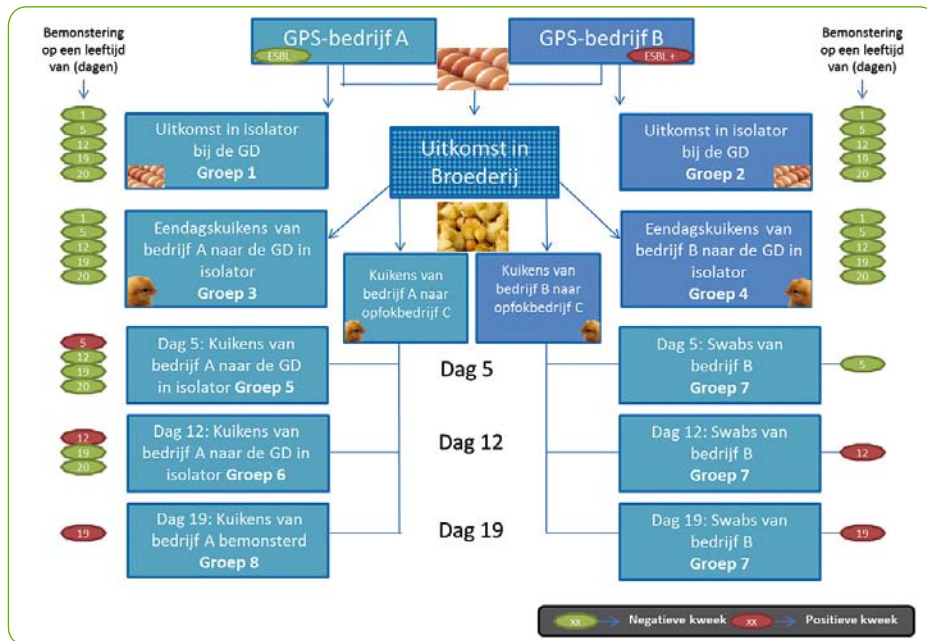 Bemonstering
op een leeftijd
van (dagen)
GPS-bedrijf A
ESBL -
GPS-bedrijf B
ESBL +
Bemonstering
op een leeftijd
van (dagen)
1
5
12
19
20
Uitkomst in isolator
bij de GD
Groep 1
Uitkomst in
Broederij
Uitkomst in isolator
bij de GD
Groep 2
1
5
12
19
20
1
5
12
19
20
Eendagskuikens van
bedrijf A naar de GD in
isolator
Groep 3
Kuikens van
bedrijf A naar
opfokbedrijf C
Kuikens van
bedrijf B naar
opfokbedrijf C
Eendagskuikens van
bedrijf B naar de GD in
isolator
Groep 4
1
5
12
19
20
5
12
19
20
Dag 5: Kuikens van
bedrijf A naar de GD
in isolator Groep 5
Dag 5
Dag 5: Swabs van
bedrijf B
Groep 7
5
12
19
20
Dag 12: Kuikens van
bedrijf A naar de GD in
isolator Groep 6
Dag 12
Dag 12: Swabs van
bedrijf B
Groep 7
12
19
Dag 19: Kuikens van
bedrijf A bemonsterd
Groep 8
Dag 19
Dag 19: Swabs van
bedrijf B
Groep 7
19
xx Negatieve kweek xx Positieve kweek